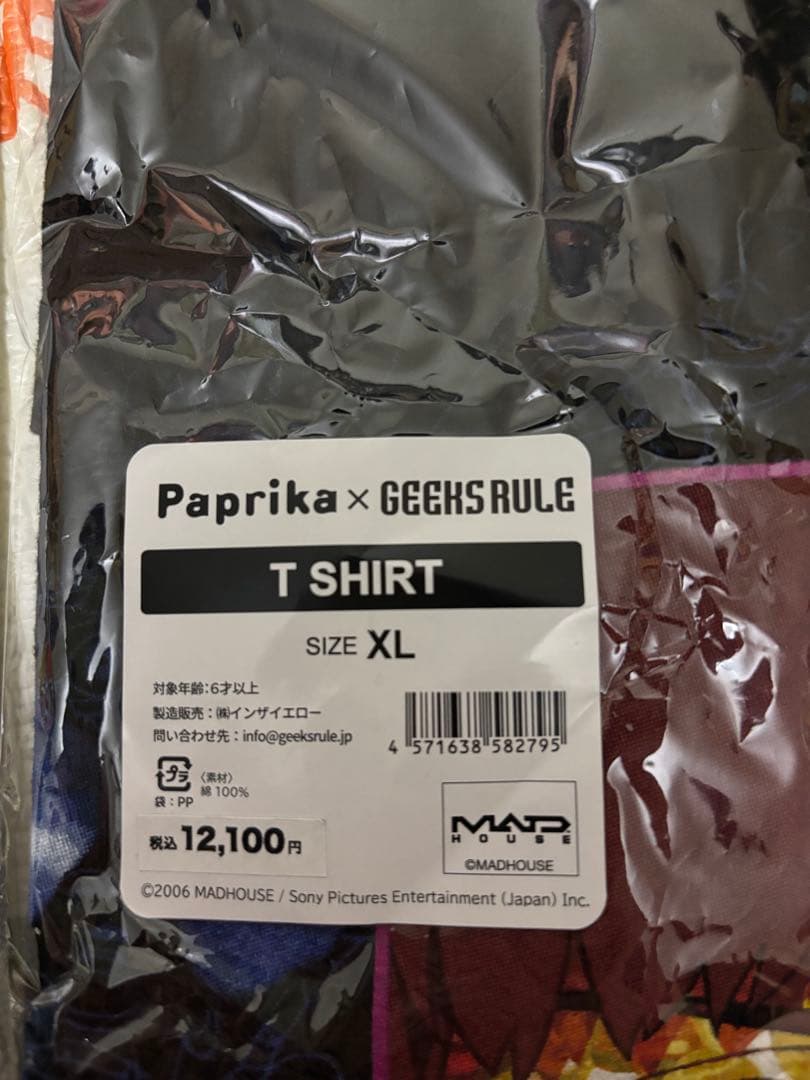 Paprika × GEEKS RULE
T SHIRT
SIZE XL
対象年齢:6才以上
製造販売:㈱インザイエロー
問い合わせ先:info@geeksrule.jp
4 571638 582795
プラ
袋:PP
〈素材〉
綿 100%
税込 12,100円
MAD
HOUSE
©MADHOUSE
©2006 MADHOUSE / Sony Pictures Entertainment (Japan) Inc.